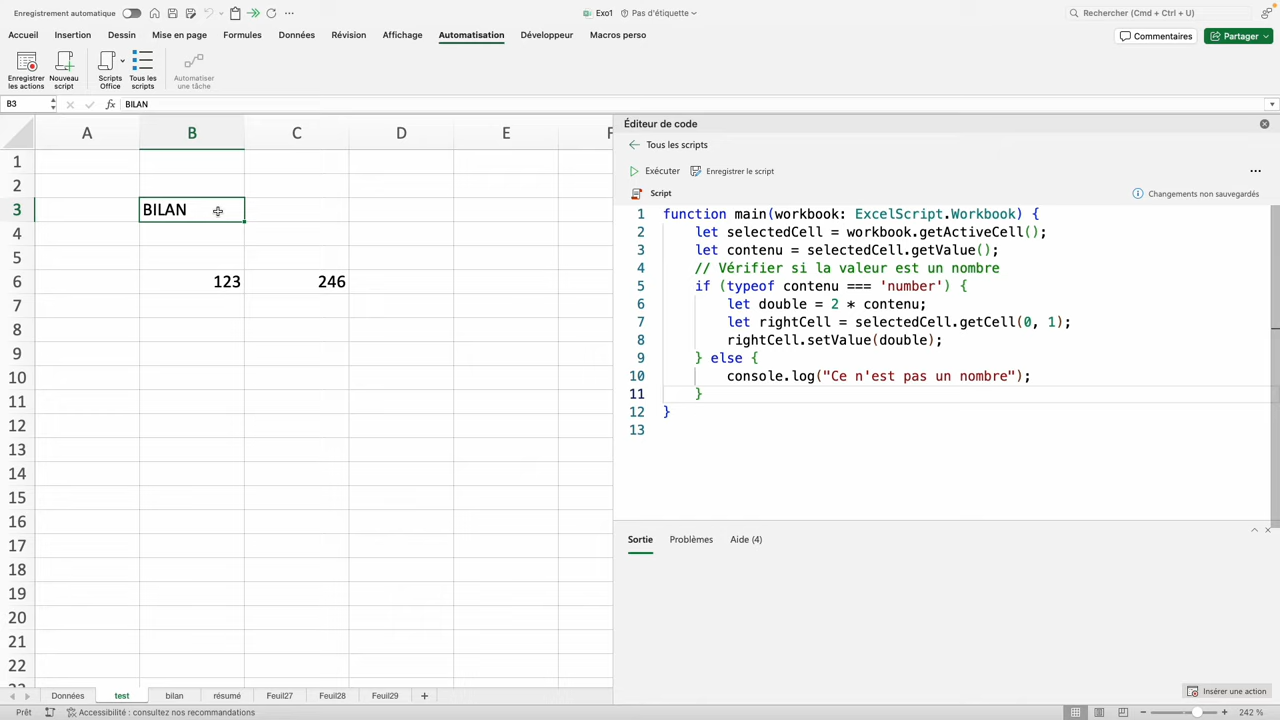 Enregistrement automatique
Exo1
Pas d'étiquette
Rechercher (Cmd + Ctrl + U)
Accueil Insertion Dessin Mise en page Formules Données Révision Affichage Automatisation Développeur Macros perso
Commentaires
Partager
Enregistrer les actions
Nouveau script
Scripts Office
Tous les scripts
Automatiser une tâche
B3
fx BILAN
A B C D E F
1
2
3 BILAN
4
5
6 123 246
7
8
9
10
11
12
13
14
15
16
17
18
19
20
21
22
Éditeur de code
Tous les scripts
Exécuter Enregistrer le script
Script Changements non sauvegardés
1 function main(workbook: ExcelScript.Workbook) {
2 let selectedCell = workbook.getActiveCell();
3 let contenu = selectedCell.getValue();
4 // Vérifier si la valeur est un nombre
5 if (typeof contenu === 'number') {
6 let double = 2 * contenu;
7 let rightCell = selectedCell.getCell(0, 1);
8 rightCell.setValue(double);
9 } else {
10 console.log("Ce n'est pas un nombre");
11 }
12 }
13
Sortie Problèmes Aide (4)
Insérer une action
Données test bilan résumé Feuil27 Feuil28 Feuil29
Prêt Accessibilité : consultez nos recommandations
242 %